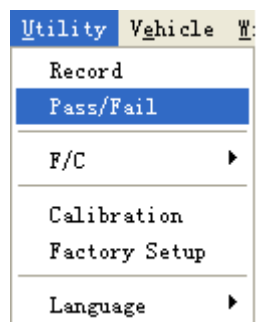 Utility Vehicle W
Record
Pass/Fail
F/C
Calibration
Factory Setup
Language